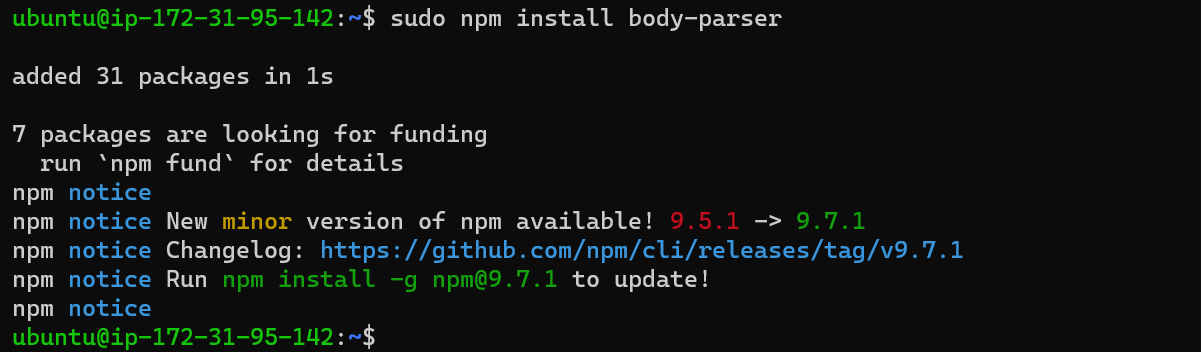 ubuntu@ip-172-31-95-142:~$ sudo npm install body-parser
added 31 packages in 1s
7 packages are looking for funding
  run `npm fund` for details
npm notice
npm notice New minor version of npm available! 9.5.1 -> 9.7.1
npm notice Changelog: https://github.com/npm/cli/releases/tag/v9.7.1
npm notice Run npm install -g npm@9.7.1 to update!
npm notice
ubuntu@ip-172-31-95-142:~$